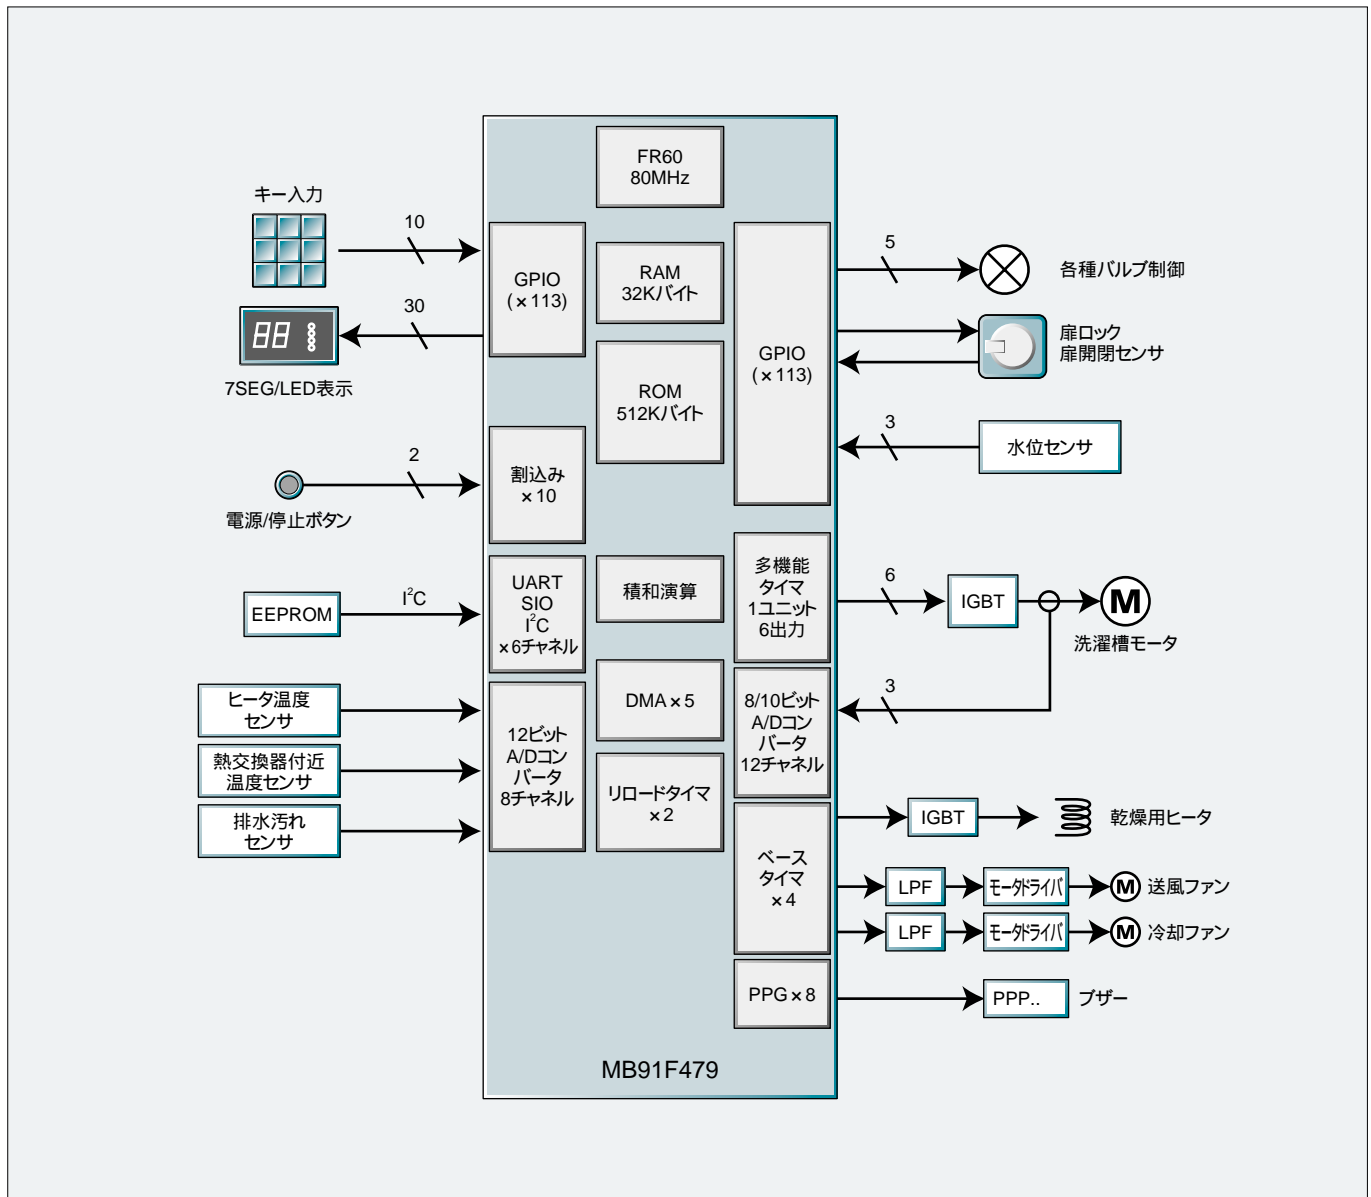 キー入力
10
30
7SEG/LED表示
2
電源/停止ボタン
EEPROM
I²C
ヒータ温度
センサ
熱交換器付近
温度センサ
排水汚れ
センサ
GPIO
(×113)
割込み
×10
UART
SIO
I²C
×6チャネル
12ビット
A/Dコン
バータ
8チャネル
FR60
80MHz
RAM
32Kバイト
ROM
512Kバイト
積和演算
DMA×5
リロードタイマ
×2
GPIO
(×113)
多機能
タイマ
1ユニット
6出力
8/10ビット
A/Dコン
バータ
12チャネル
ベース
タイマ
×4
PPG×8
MB91F479
5
各種バルブ制御
扉ロック
扉開閉センサ
3
水位センサ
6
IGBT
M
洗濯槽モータ
3
IGBT
乾燥用ヒータ
LPF
モータドライバ
M
送風ファン
LPF
モータドライバ
M
冷却ファン
PPP..
ブザー